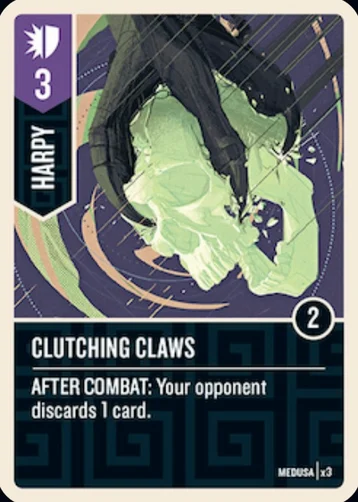 3
HARPY
2
CLUTCHING CLAWS
AFTER COMBAT: Your opponent
discards 1 card.
MEDUSA | x3